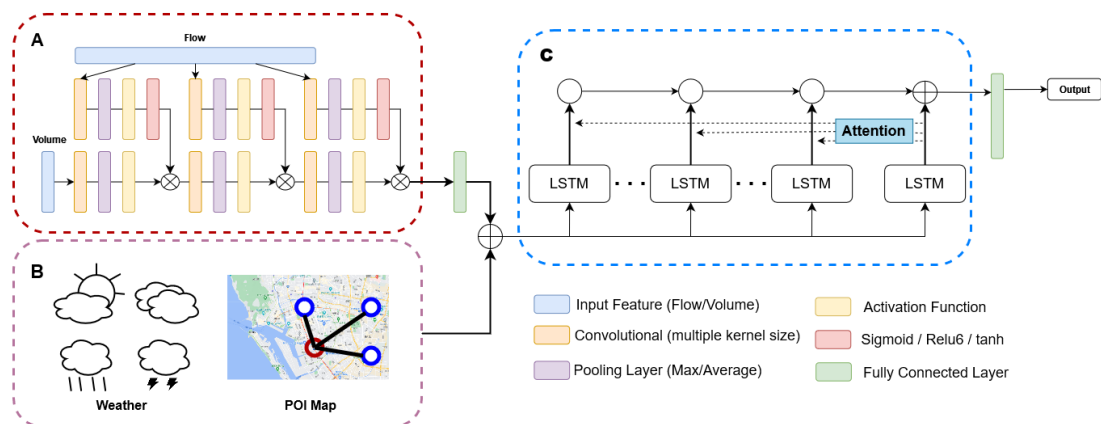 A
Flow
Volume
B
Weather
POI Map
C
Attention
LSTM
LSTM
LSTM
LSTM
Output
Input Feature (Flow/Volume)
Convolutional (multiple kernel size)
Pooling Layer (Max/Average)
Activation Function
Sigmoid / Relu6 / tanh
Fully Connected Layer